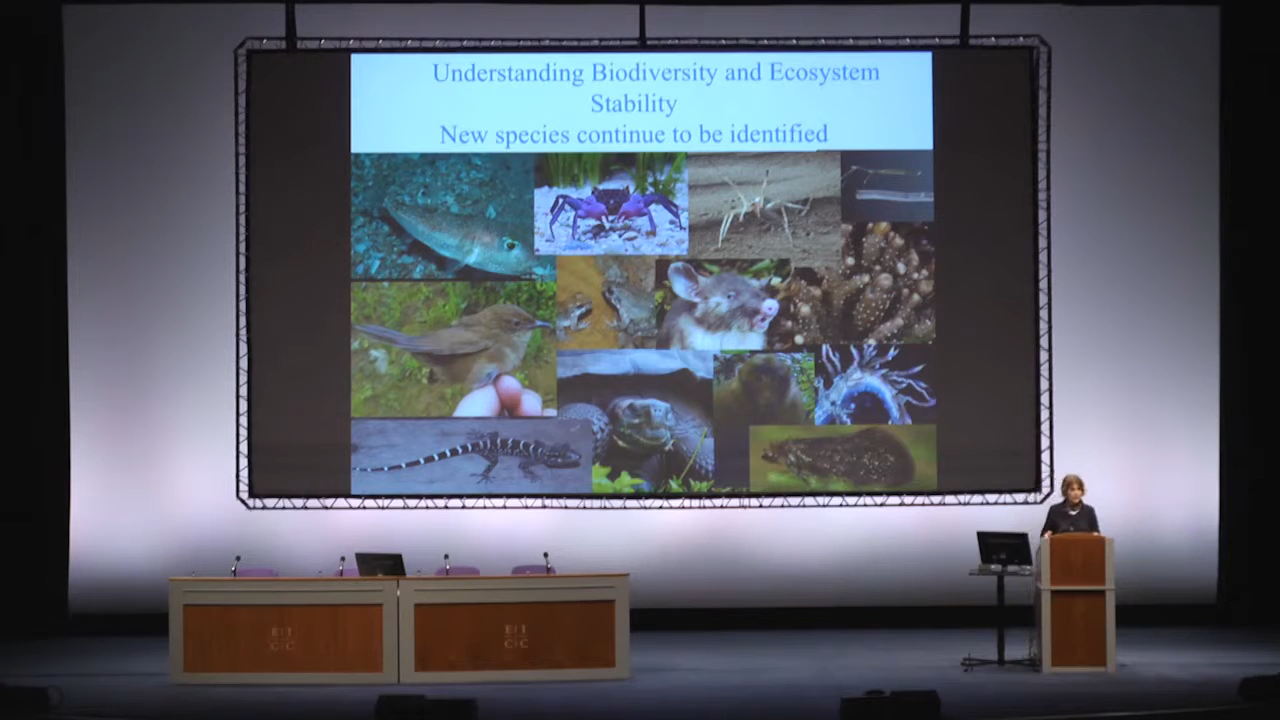 Understanding Biodiversity and Ecosystem
Stability
New species continue to be identified
E I
C C
E I
C C